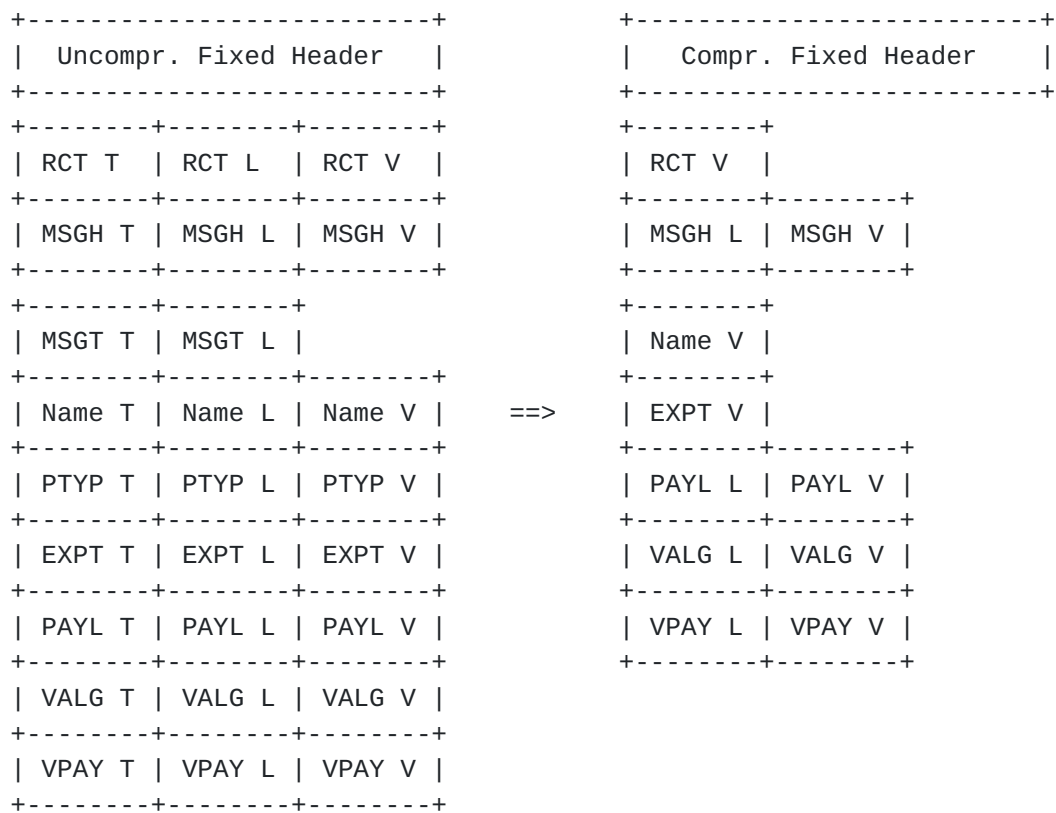 +--------------------------+           +--------------------------+
|  Uncompr. Fixed Header   |           |   Compr. Fixed Header    |
+--------------------------+           +--------------------------+
+--------+--------+--------+           +--------+
| RCT T  | RCT L  | RCT V  |           | RCT V  |
+--------+--------+--------+           +--------+--------+
| MSGH T | MSGH L | MSGH V |           | MSGH L | MSGH V |
+--------+--------+--------+           +--------+--------+
+--------+--------+                    +--------+
| MSGT T | MSGT L |                    | Name V |
+--------+--------+--------+           +--------+
| Name T | Name L | Name V |    ==>    | EXPT V |
+--------+--------+--------+           +--------+--------+
| PTYP T | PTYP L | PTYP V |           | PAYL L | PAYL V |
+--------+--------+--------+           +--------+--------+
| EXPT T | EXPT L | EXPT V |           | VALG L | VALG V |
+--------+--------+--------+           +--------+--------+
| PAYL T | PAYL L | PAYL V |           | VPAY L | VPAY V |
+--------+--------+--------+           +--------+--------+
| VALG T | VALG L | VALG V |
+--------+--------+--------+
| VPAY T | VPAY L | VPAY V |
+--------+--------+--------+